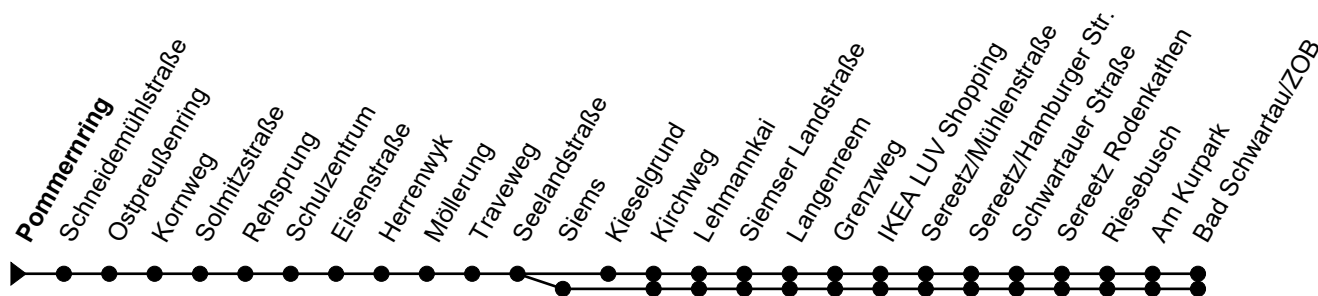 Pommernring
Schneidemühlstraße
Ostpreußenring
Kornweg
Solmitzstraße
Rehsprung
Schulzentrum
Eisenstraße
Herrenwyk
Möllerung
Traveweg
Seelandstraße
Siems
Kieselgrund
Kirchweg
Lehmannkai
Siemser Landstraße
Langenreem
Grenzweg
IKEA LUV Shopping
Sereetz/Mühlenstraße
Sereetz/Hamburger Str.
Schwartauer Straße
Sereetz Rodenkathen
Riesebusch
Am Kurpark
Bad Schwartau/ZOB